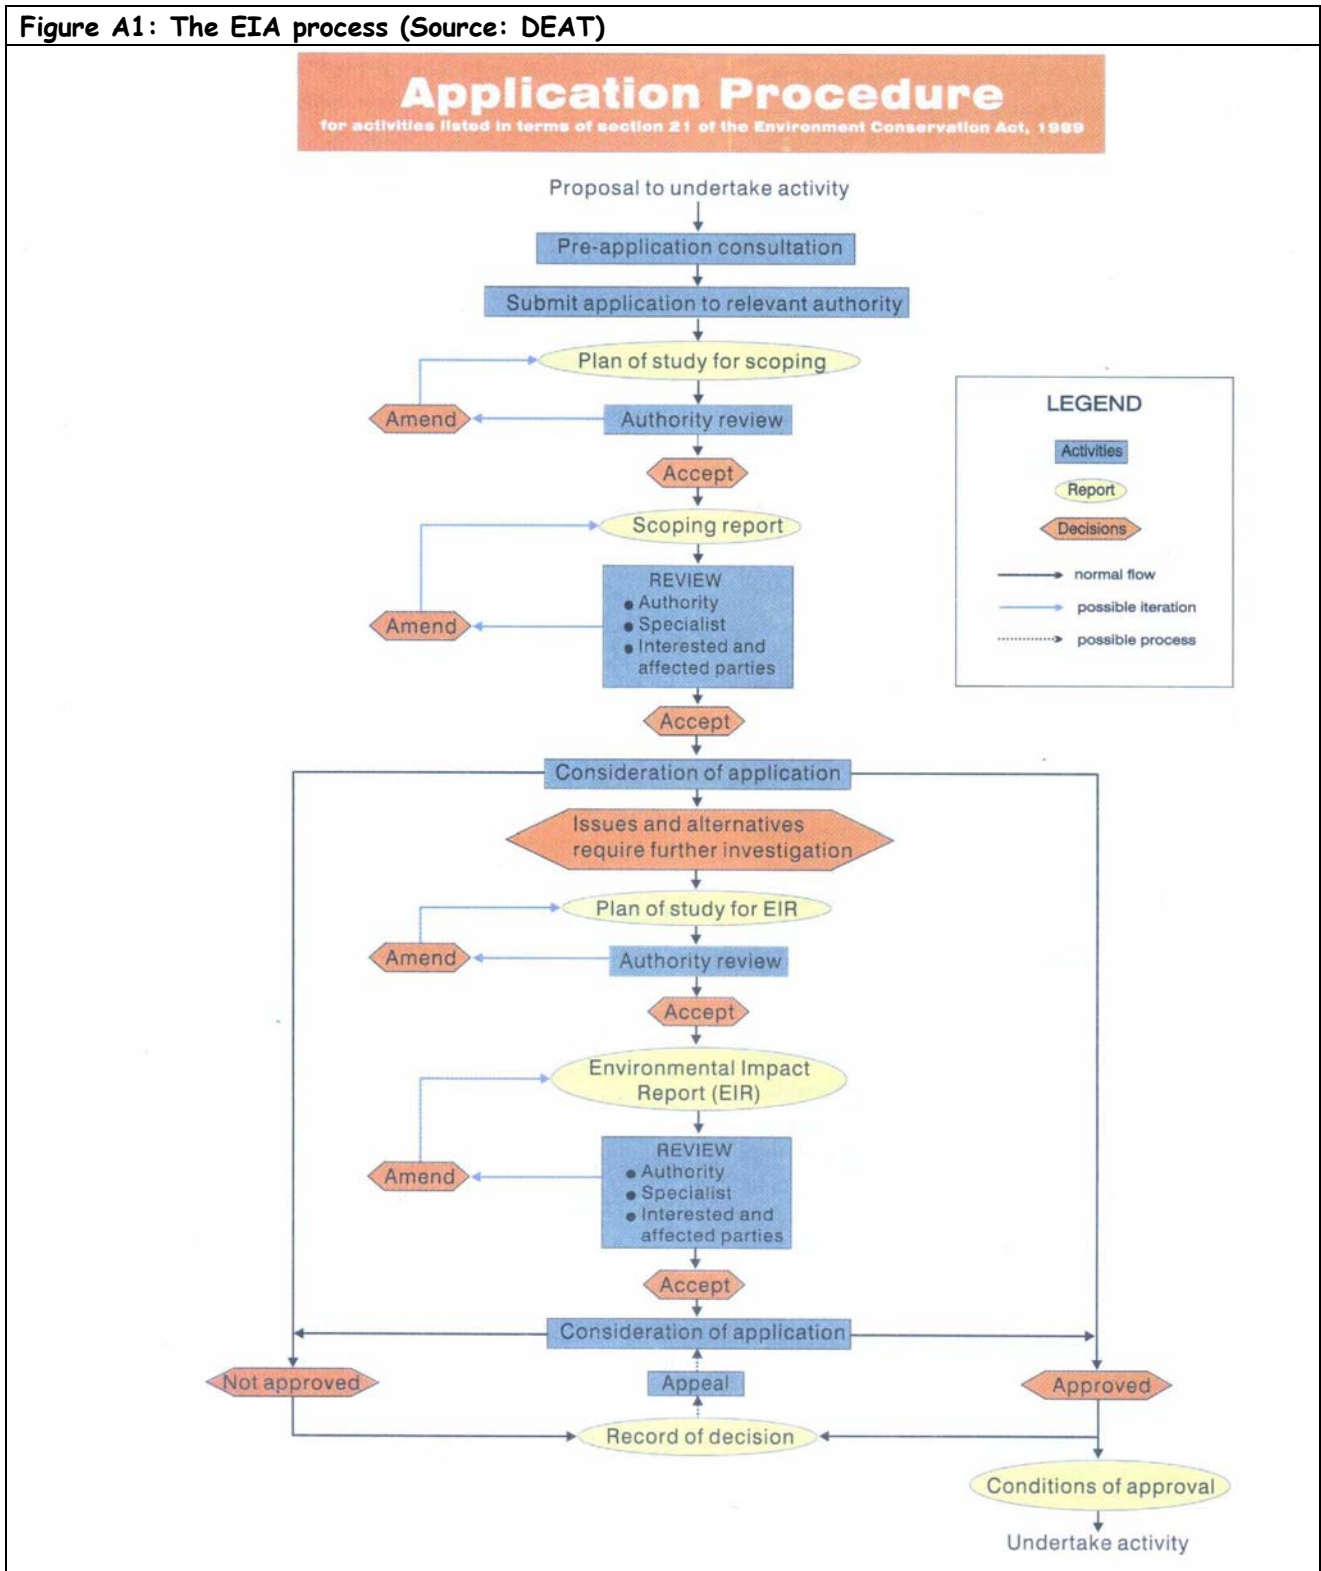 Figure A1: The EIA process (Source: DEAT)
Application Procedure
for activities listed in terms of section 21 of the Environment Conservation Act, 1989
Proposal to undertake activity
Pre-application consultation
Submit application to relevant authority
Plan of study for scoping
Amend
Authority review
Accept
Scoping report
REVIEW
● Authority
● Specialist
● Interested and
affected parties
Amend
Accept
Consideration of application
Issues and alternatives
require further investigation
Plan of study for EIR
Amend
Authority review
Accept
Environmental Impact
Report (EIR)
REVIEW
● Authority
● Specialist
● Interested and
affected parties
Amend
Accept
Consideration of application
Not approved
Appeal
Approved
Record of decision
Conditions of approval
Undertake activity
LEGEND
Activities
Report
Decisions
normal flow
possible iteration
possible process